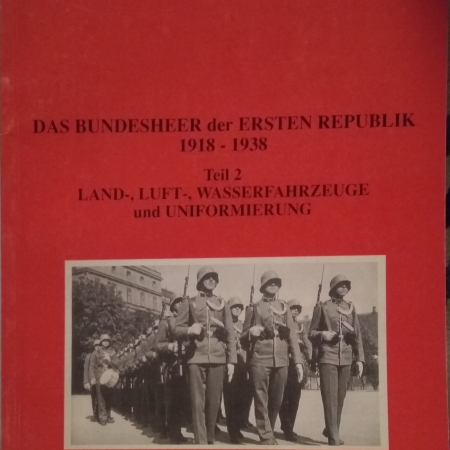 DAS BUNDESHEER der ERSTEN REPUBLIK
1918 - 1938
Teil 2
LAND-, LUFT-, WASSERFAHRZEUGE
und UNIFORMIERUNG